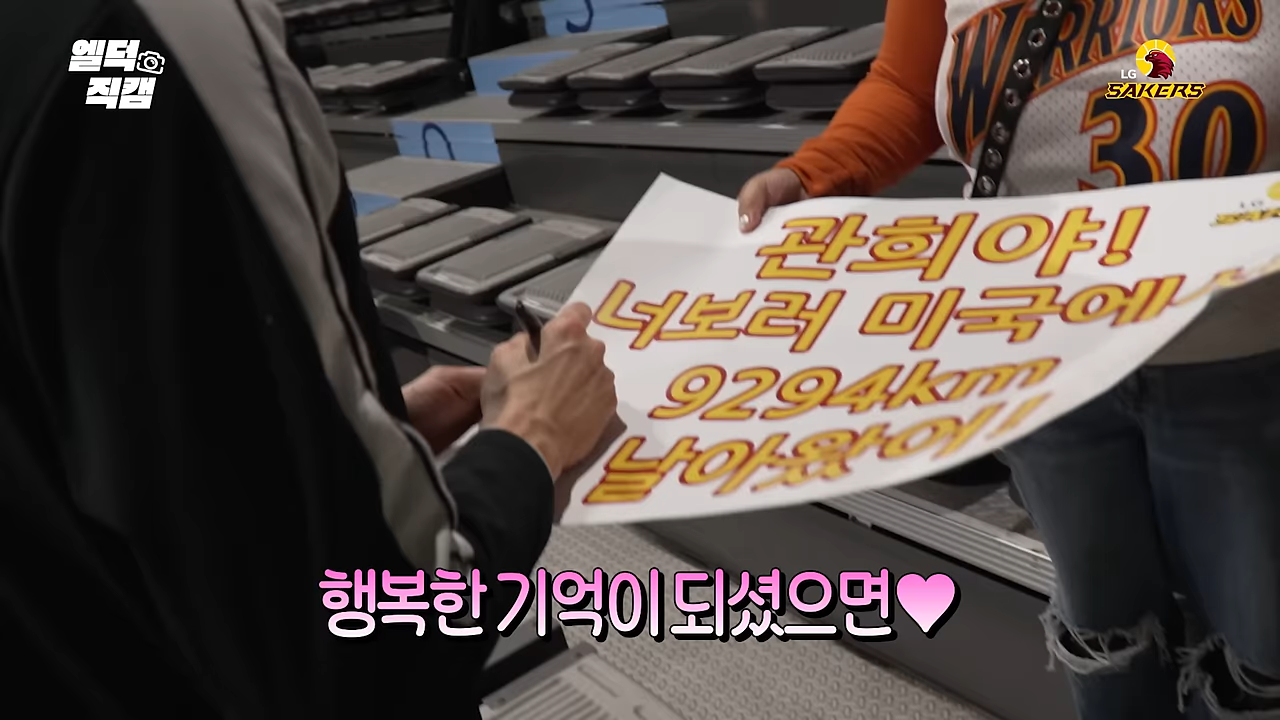 엘덕
직캠
LG
SAKERS
WARRIORS
30
관희야!
너보러 미국에서
9294km
날아왔어!!
행복한 기억이 되셨으면♥